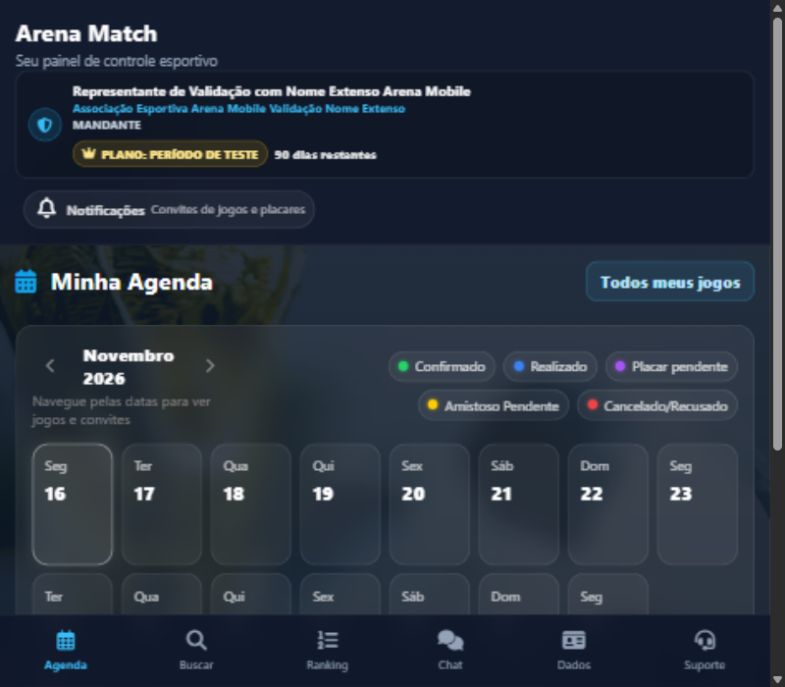 Arena Match
Seu painel de controle esportivo
Representante de Validação com Nome Extenso Arena Mobile
Associação Esportiva Arena Mobile Validação Nome Extenso
MANDANTE
PLANO: PERÍODO DE TESTE 90 dias restantes
Notificações Convites de jogos e placares
Minha Agenda
Todos meus jogos
Novembro
2026
Navegue pelas datas para ver
jogos e convites
Confirmado Realizado Placar pendente
Amistoso Pendente Cancelado/Recusado
Seg Ter Qua Qui Sex Sáb Dom Seg
16 17 18 19 20 21 22 23
Ter Qua Qui Sex Sáb Dom Seg
Agenda Buscar Ranking Chat Dados Suporte